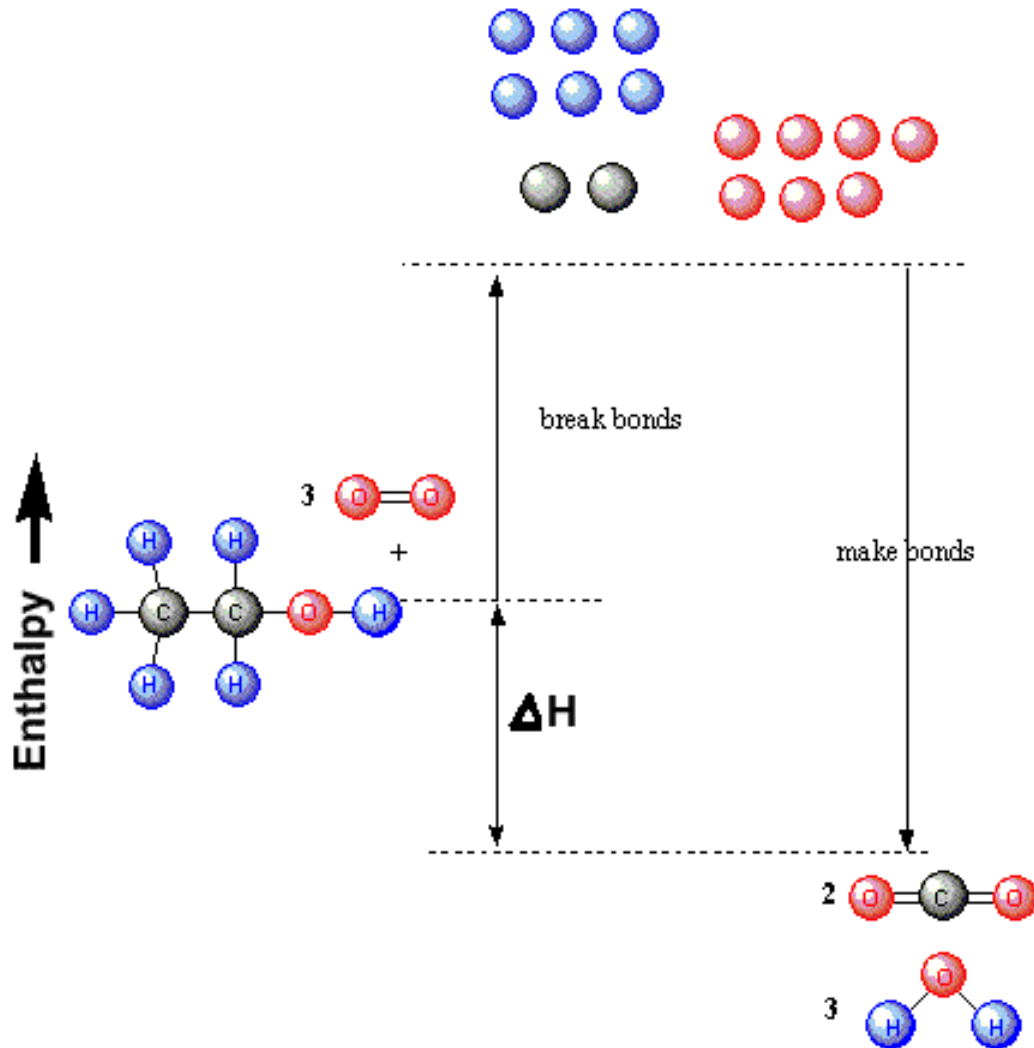 break bonds
3 O O
+
H H
H C C O H
H H
make bonds
Enthalpy
ΔH
2 O C O
O
3
H H